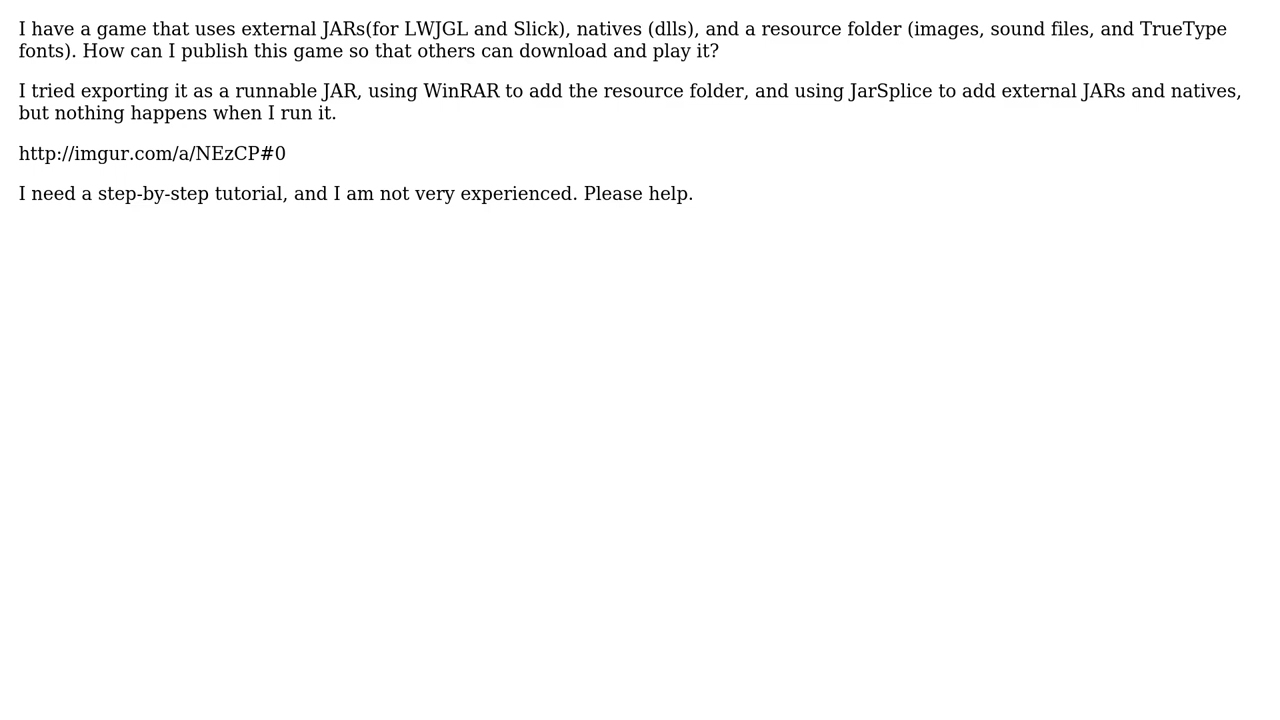 I have a game that uses external JARs(for LWJGL and Slick), natives (dlls), and a resource folder (images, sound files, and TrueType
fonts). How can I publish this game so that others can download and play it?
I tried exporting it as a runnable JAR, using WinRAR to add the resource folder, and using JarSplice to add external JARs and natives,
but nothing happens when I run it.
http://imgur.com/a/NEzCP#0
I need a step-by-step tutorial, and I am not very experienced. Please help.